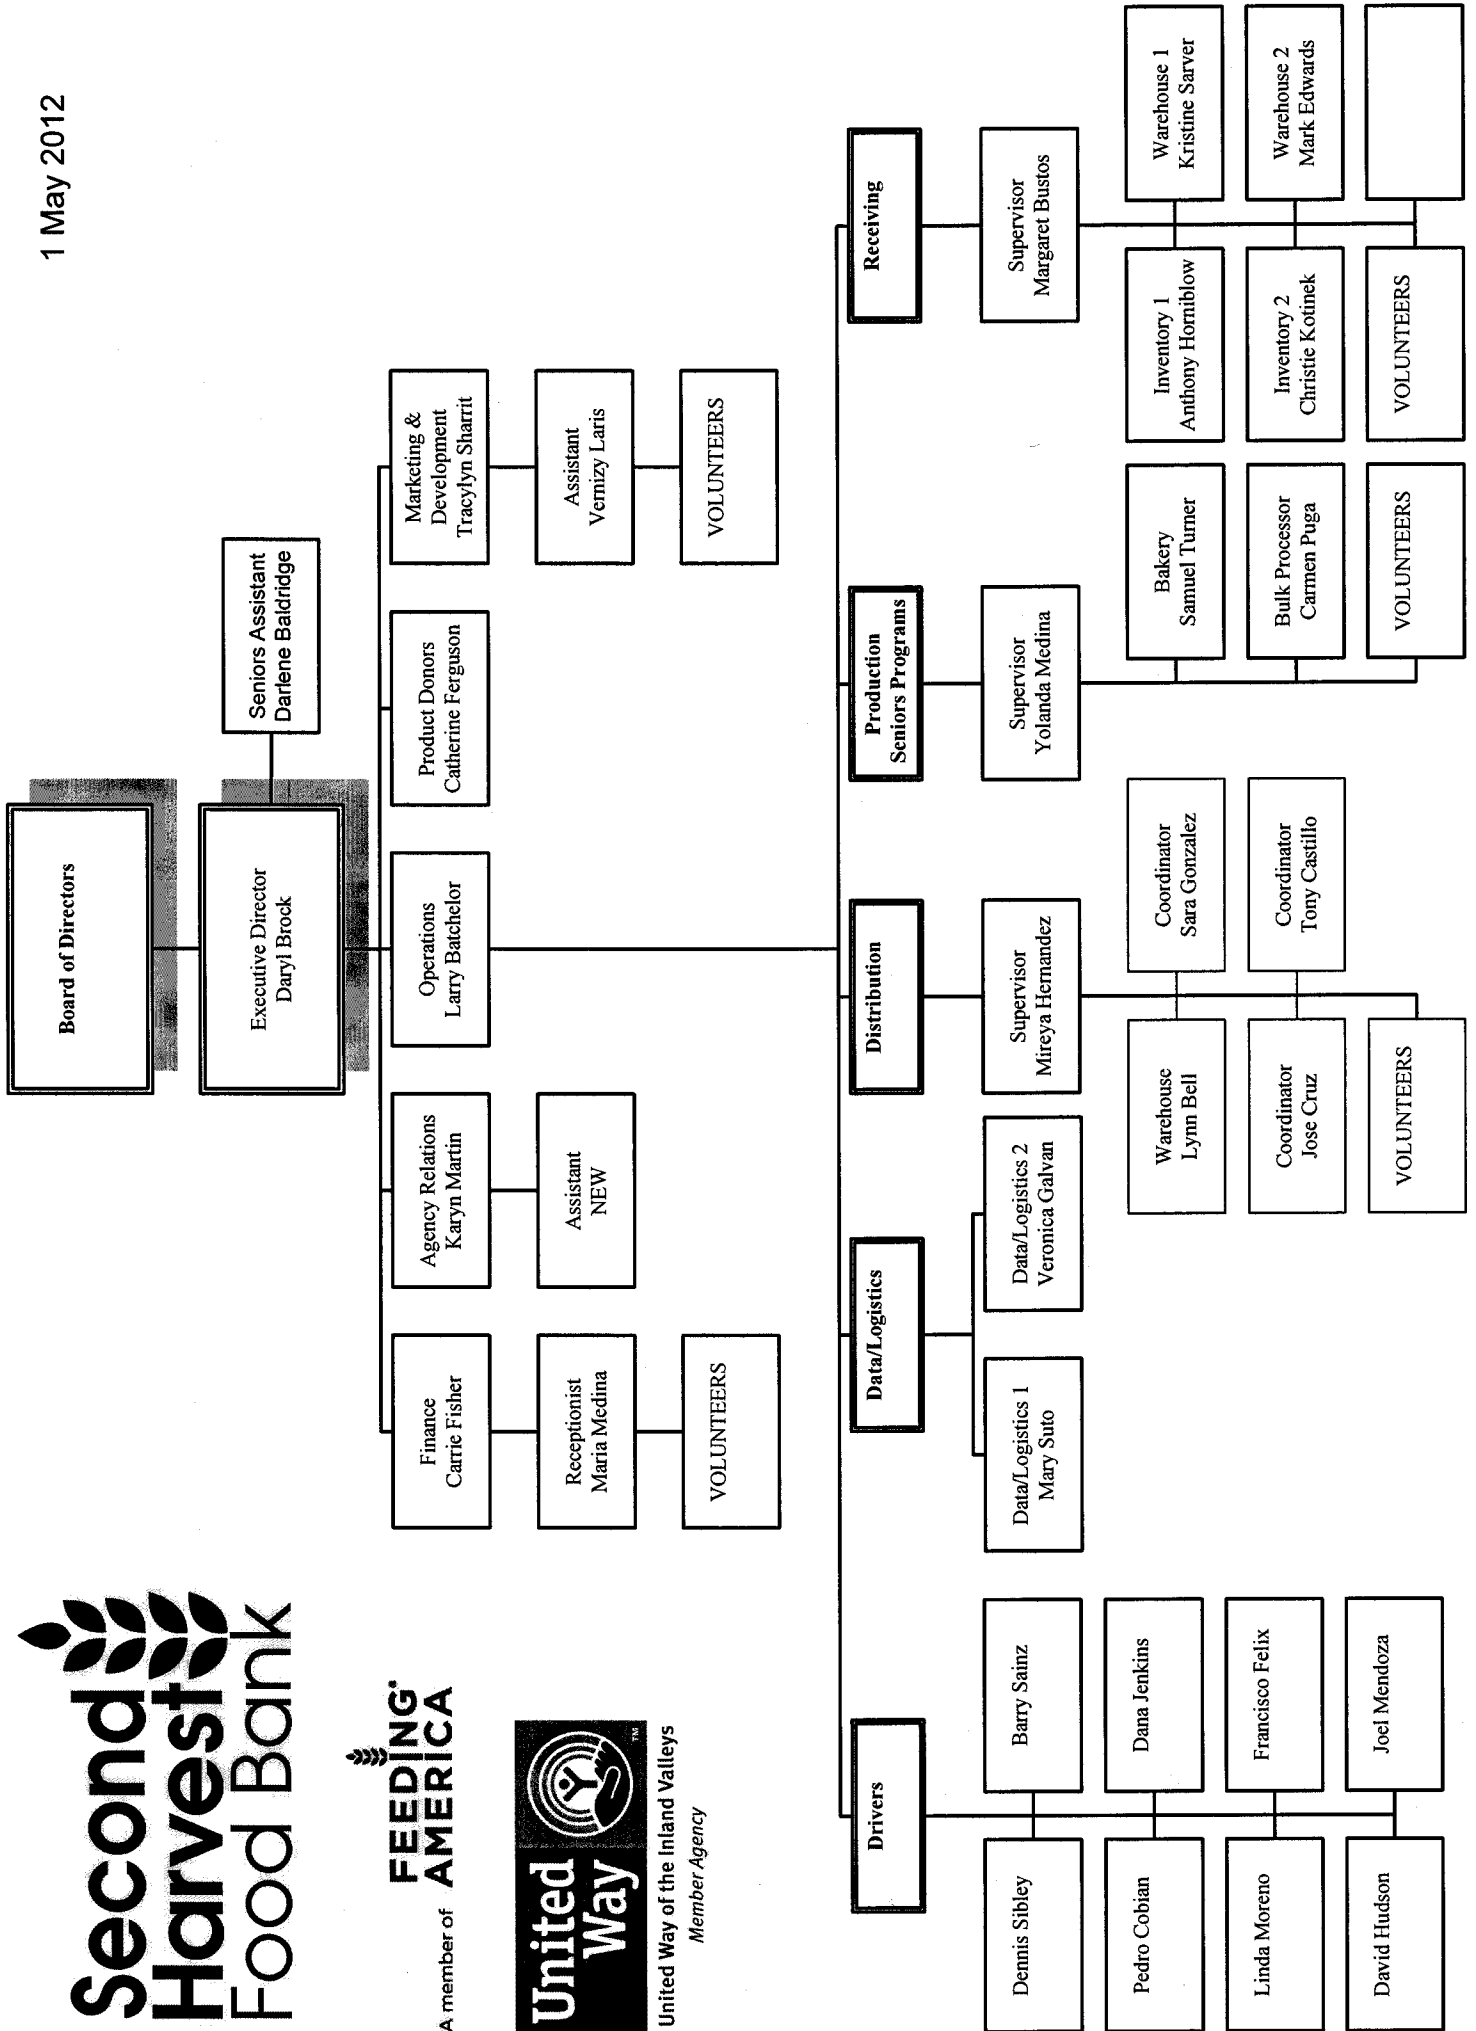 Second
Harvest
Food Bank
1 May 2012
A member of
FEEDING
AMERICA
United
Way
TM
United Way of the Inland Valleys
Member Agency
Board of Directors
Executive Director
Daryl Brock
Seniors Assistant
Darlene Baldridge
Finance
Carrie Fisher
Agency Relations
Karyn Martin
Operations
Larry Batchelor
Product Donors
Catherine Ferguson
Marketing &
Development
Tracylyn Sharrit
Receptionist
Maria Medina
Assistant
NEW
Assistant
Vernizy Laris
VOLUNTEERS
VOLUNTEERS
Drivers
Data/Logistics
Distribution
Production
Seniors Programs
Receiving
Dennis Sibley
Barry Sainz
Pedro Cobian
Dana Jenkins
Linda Moreno
Francisco Felix
David Hudson
Joel Mendoza
Data/Logistics 1
Mary Suto
Data/Logistics 2
Veronica Galvan
Supervisor
Mireya Hernandez
Warehouse
Lynn Bell
Coordinator
Sara Gonzalez
Coordinator
Jose Cruz
Coordinator
Tony Castillo
VOLUNTEERS
Supervisor
Yolanda Medina
Bakery
Samuel Turner
Bulk Processor
Carmen Puga
VOLUNTEERS
Supervisor
Margaret Bustos
Inventory 1
Anthony Horniblow
Warehouse 1
Kristine Sarver
Inventory 2
Christie Kotinek
Warehouse 2
Mark Edwards
VOLUNTEERS